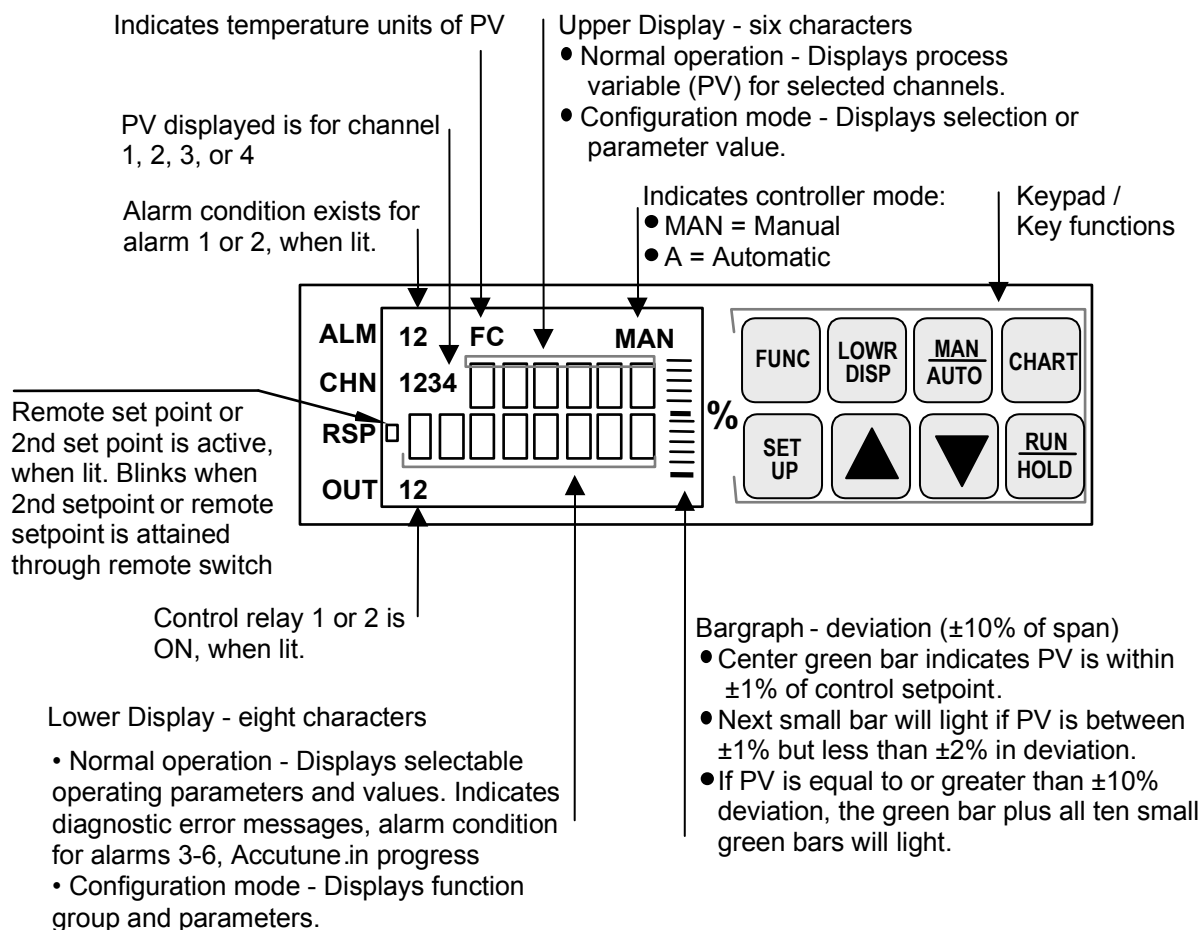 Indicates temperature units of PV
Upper Display - six characters
● Normal operation - Displays process
variable (PV) for selected channels.
● Configuration mode - Displays selection or
parameter value.
PV displayed is for channel
1, 2, 3, or 4
Alarm condition exists for
alarm 1 or 2, when lit.
Indicates controller mode:
● MAN = Manual
● A = Automatic
Keypad /
Key functions
ALM 12 FC MAN
CHN 1234
RSP
OUT 12
%
FUNC
LOWR
DISP
MAN
AUTO
CHART
SET
UP
RUN
HOLD
Remote set point or
2nd set point is active,
when lit. Blinks when
2nd setpoint or remote
setpoint is attained
through remote switch
Control relay 1 or 2 is
ON, when lit.
Lower Display - eight characters
• Normal operation - Displays selectable
operating parameters and values. Indicates
diagnostic error messages, alarm condition
for alarms 3-6, Accutune.in progress
• Configuration mode - Displays function
group and parameters.
Bargraph - deviation (±10% of span)
● Center green bar indicates PV is within
±1% of control setpoint.
● Next small bar will light if PV is between
±1% but less than ±2% in deviation.
● If PV is equal to or greater than ±10%
deviation, the green bar plus all ten small
green bars will light.